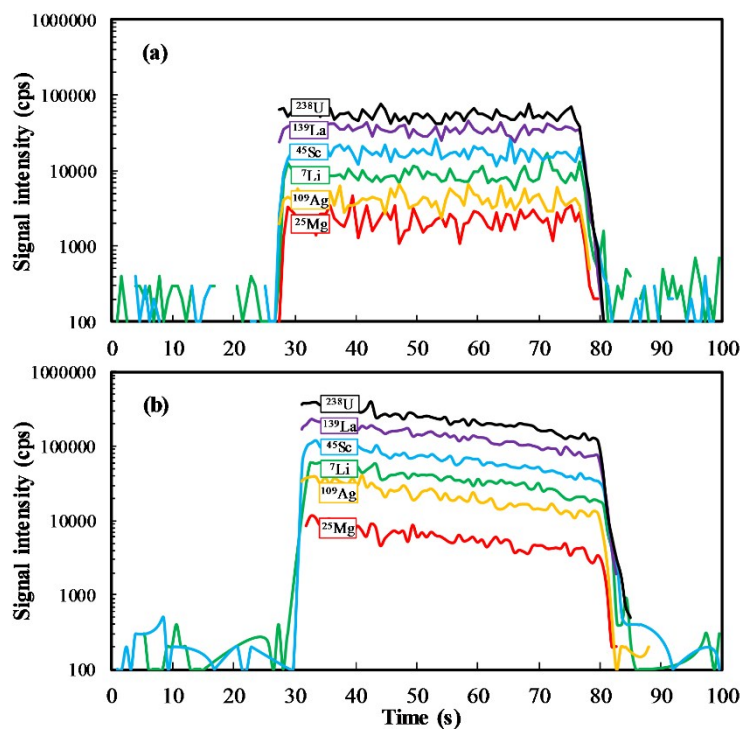 1000000
(a)
100000
²³⁸U
¹³⁹La
⁴⁵Sc
10000
⁷Li
¹⁰⁹Ag
²⁵Mg
1000
100
0 10 20 30 40 50 60 70 80 90 100
Signal intensity (cps)
1000000
(b)
²³⁸U
¹³⁹La
100000
⁴⁵Sc
⁷Li
¹⁰⁹Ag
10000
²⁵Mg
1000
100
0 10 20 30 40 50 60 70 80 90 100
Signal intensity (cps)
Time (s)